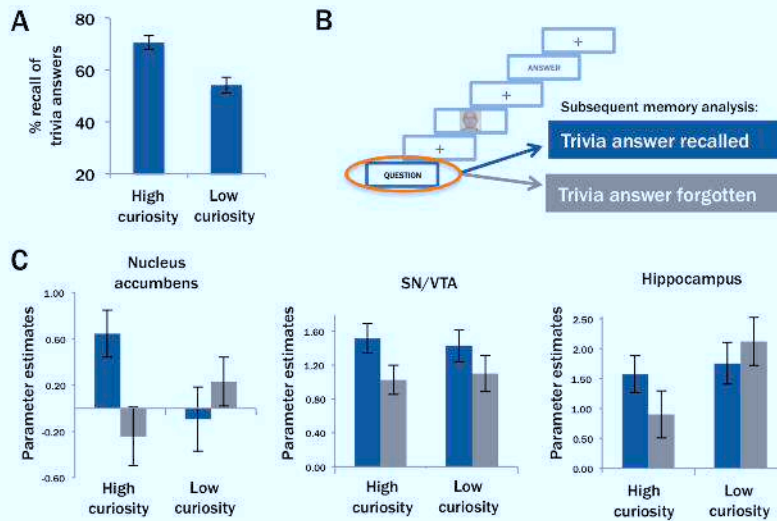 A
80
60
40
20
% recall of
trivia answers
High
curiosity
Low
curiosity
B
+
ANSWER
+
+
QUESTION
Subsequent memory analysis:
Trivia answer recalled
Trivia answer forgotten
C
Nucleus
accumbens
Parameter estimates
1.00
0.60
0.20
-0.20
-0.60
High
curiosity
Low
curiosity
SN/VTA
Parameter estimates
1.60
1.20
0.80
0.40
0.00
High
curiosity
Low
curiosity
Hippocampus
Parameter estimates
2.50
2.00
1.50
1.00
0.50
0.00
High
curiosity
Low
curiosity